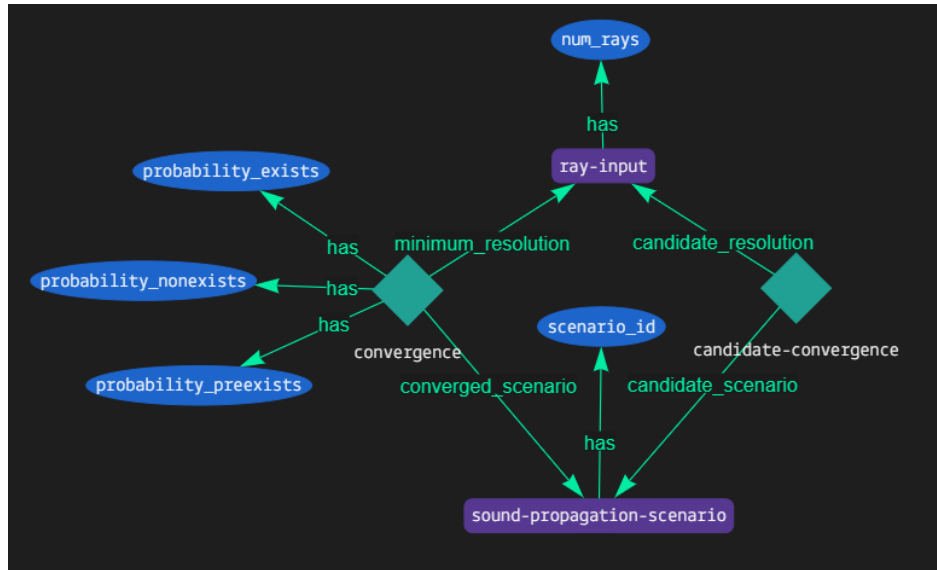 num_rays
has
ray-input
probability_exists
has
minimum_resolution
candidate_resolution
probability_nonexists
has
has
scenario_id
convergence
candidate-convergence
probability_preexists
converged_scenario
candidate_scenario
has
sound-propagation-scenario